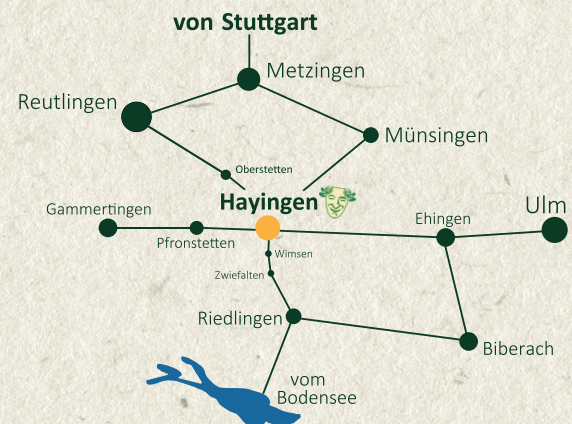 von Stuttgart
Metzingen
Reutlingen
Münsingen
Oberstetten
Hayingen
Gammertingen
Ulm
Ehingen
Pfronstetten
Wimsen
Zwiefalten
Riedlingen
Biberach
vom
Bodensee